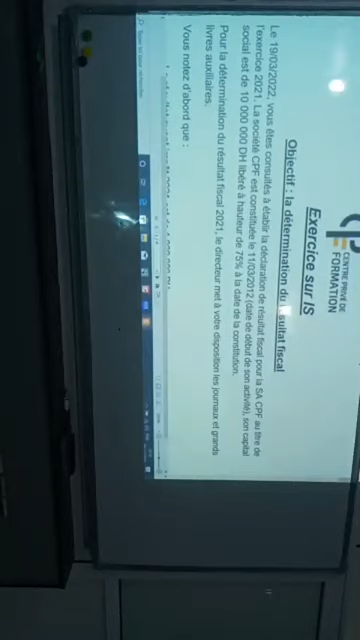 CENTRE PRIVE DE
FORMATION
Exercice sur IS
Objectif : la détermination du résultat fiscal
Le 19/03/2022, vous êtes consultés à établir la déclaration de résultat fiscal pour la SA CPF au titre de
l'exercice 2021. La société CPF est constituée le 11/03/2012 (date de début de son activité), son capital
social est de 10 000 000 DH libéré à hauteur de 75% à la date de la constitution.
Pour la détermination du résultat fiscal 2021, le directeur met à votre disposition les journaux et grands
livres auxiliaires.
Vous notez d'abord que :